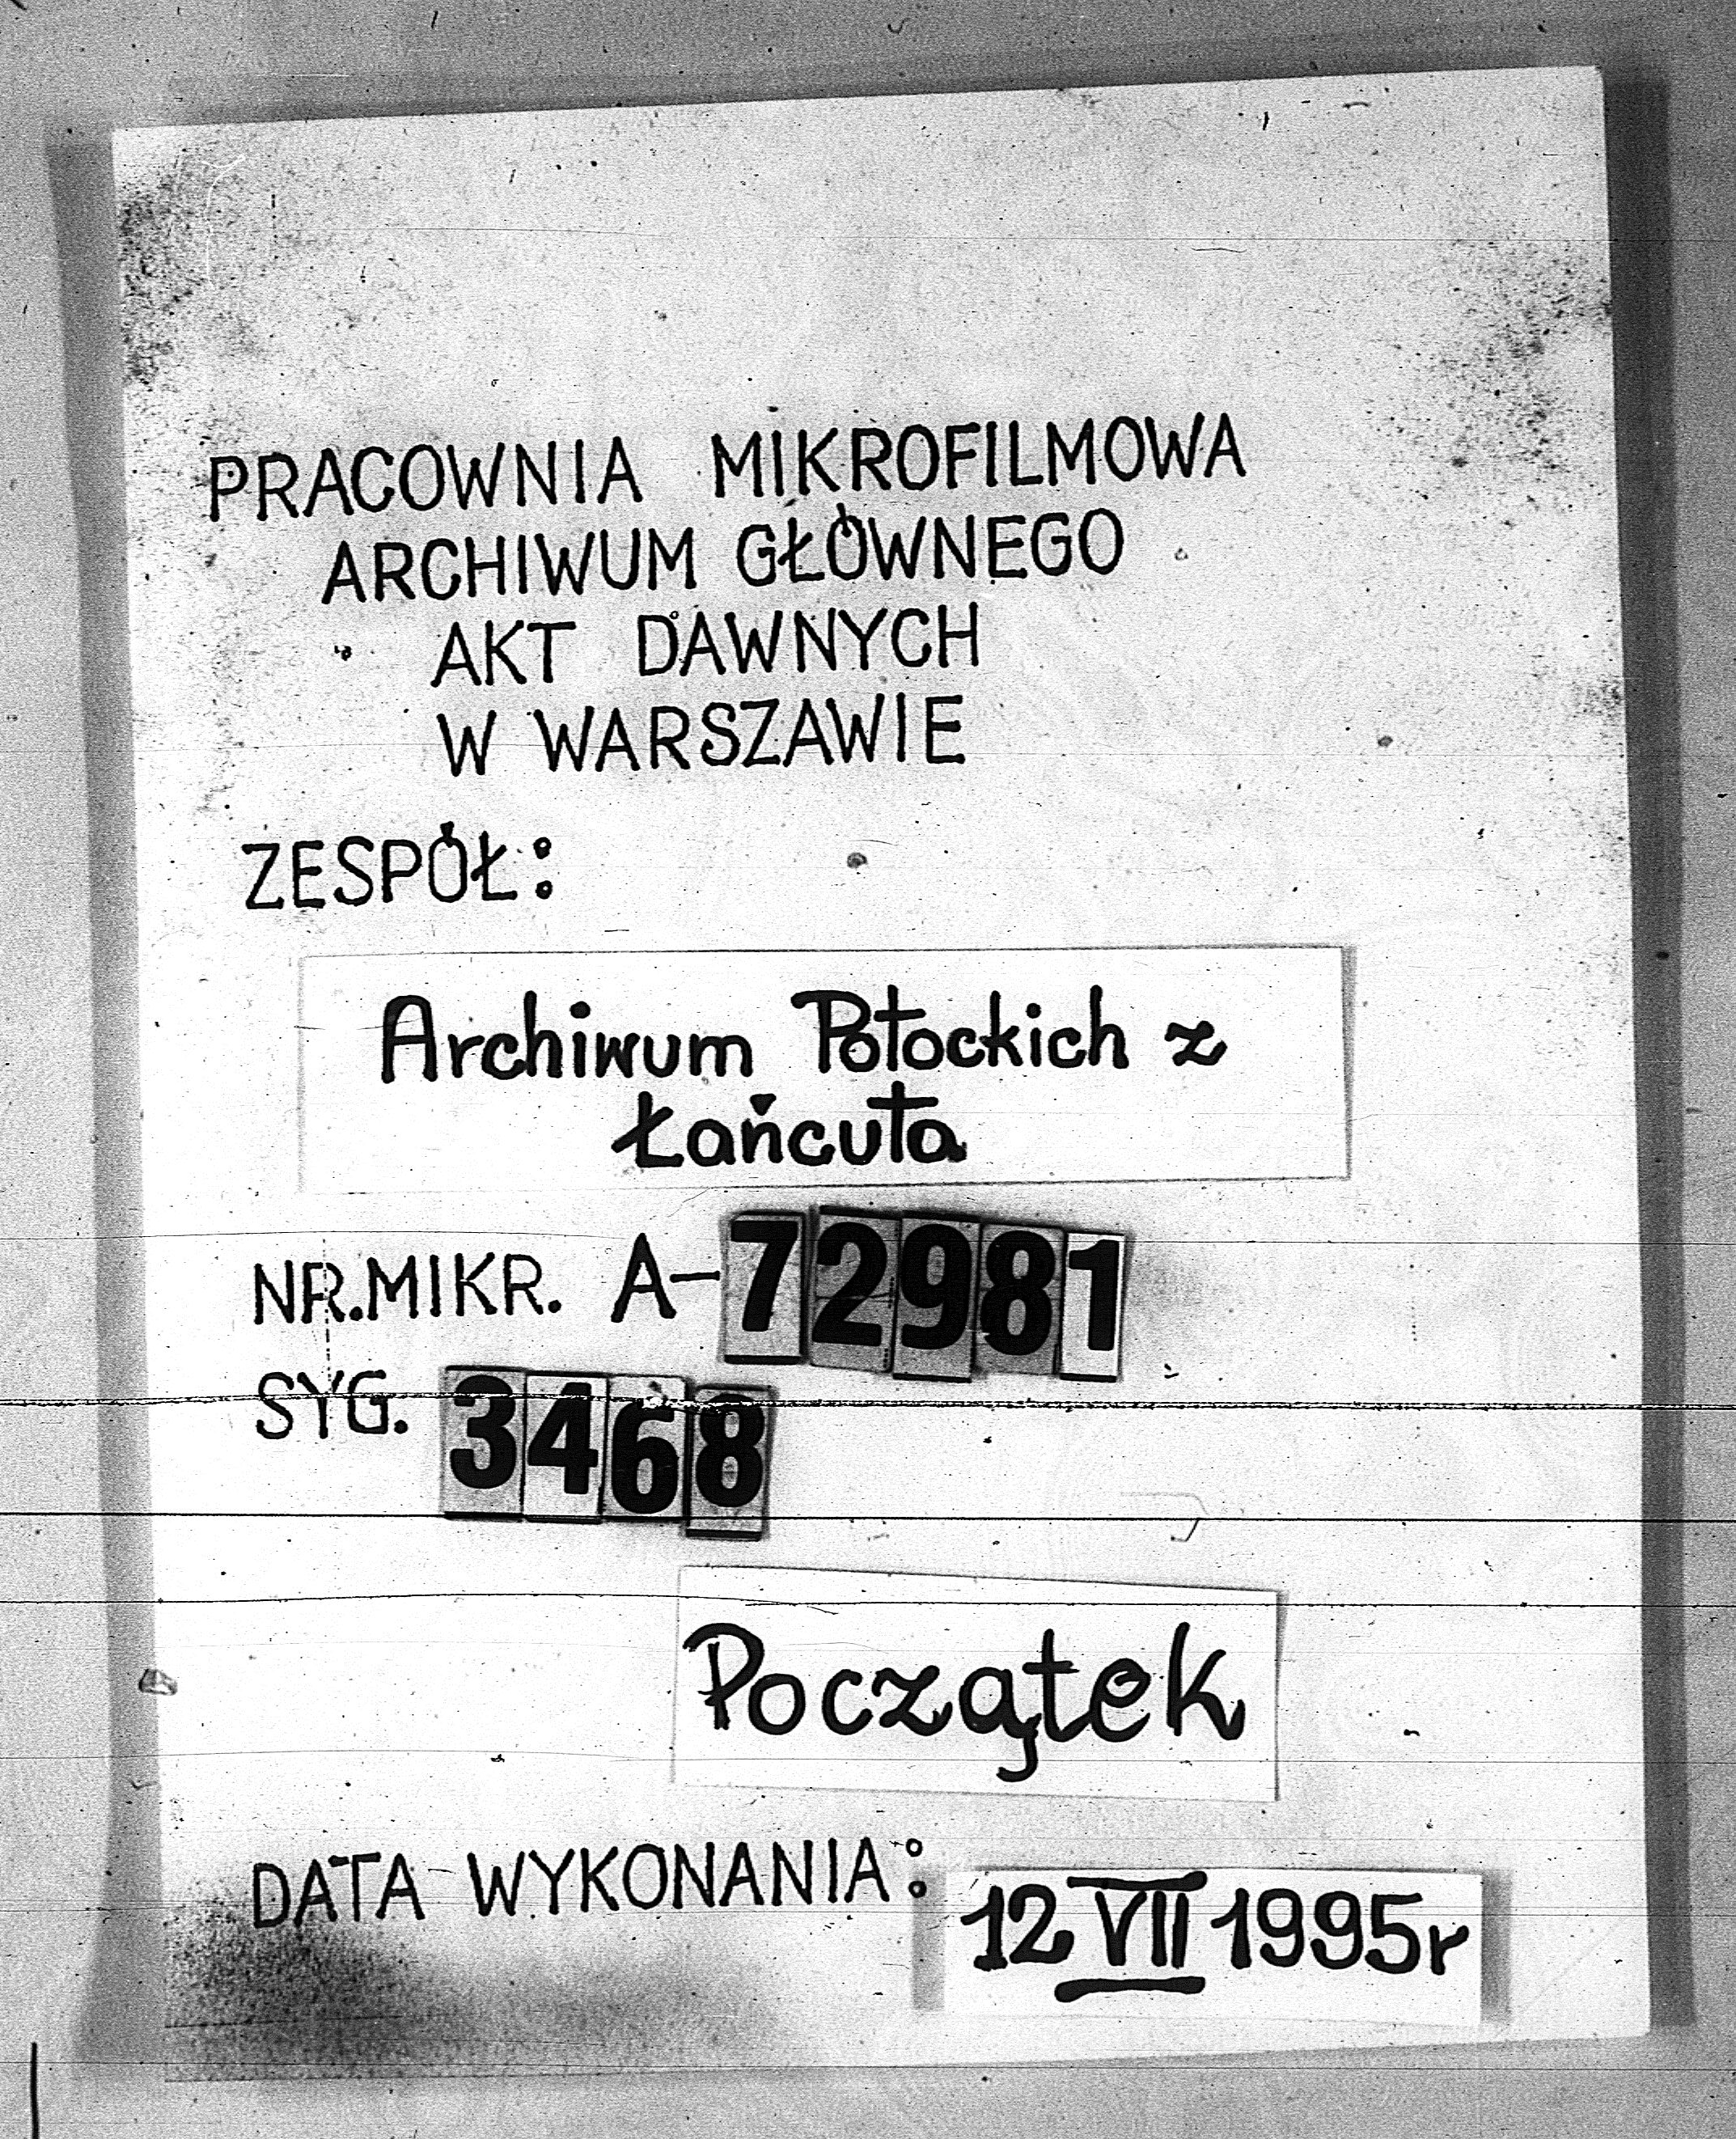 PRACOWNIA MIKROFILMOWA
ARCHIWUM GŁÓWNEGO
AKT DAWNYCH
W WARSZAWIE
ZESPÓŁ:
Archiwum Potockich z
Łańcuta
NR.MIKR. A-72981
SYG. 3468
Początek
DATA WYKONANIA: 12 VII 1995r